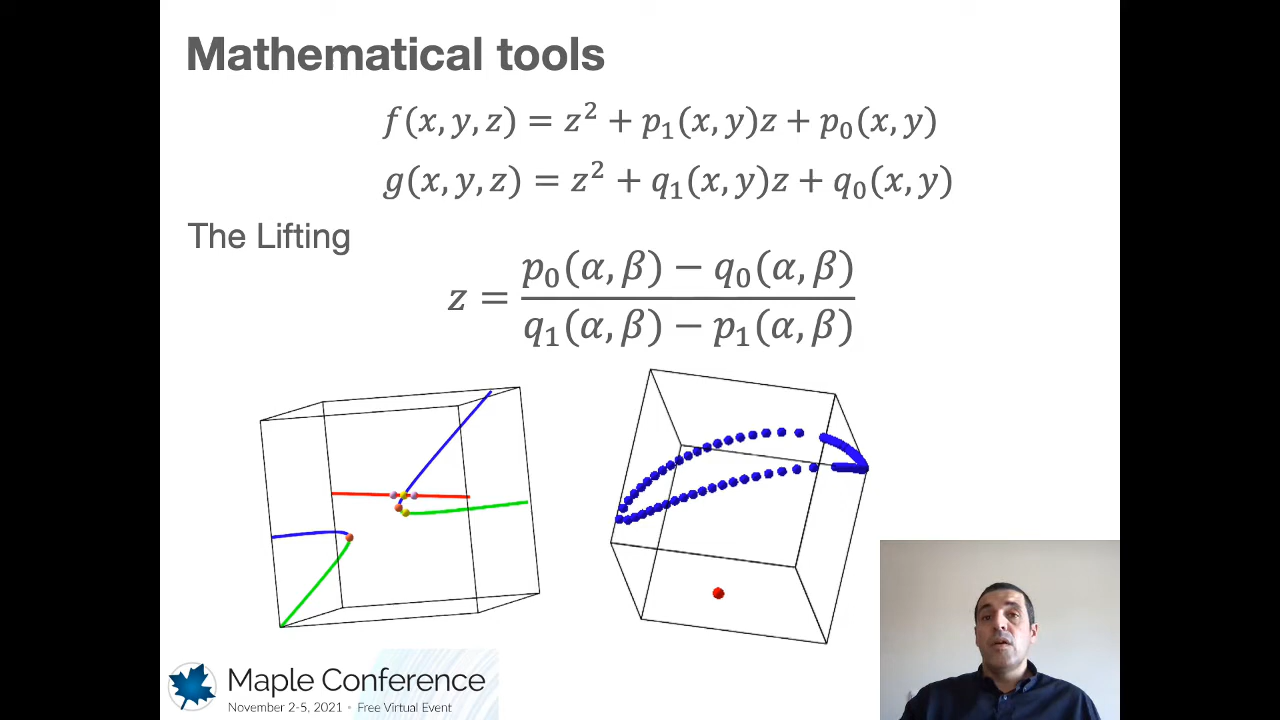 Mathematical tools
f(x, y, z) = z² + p₁(x, y)z + p₀(x, y)
g(x, y, z) = z² + q₁(x, y)z + q₀(x, y)
The Lifting
z = \frac{p₀(α, β) − q₀(α, β)}{q₁(α, β) − p₁(α, β)}
Maple Conference
November 2-5, 2021 • Free Virtual Event